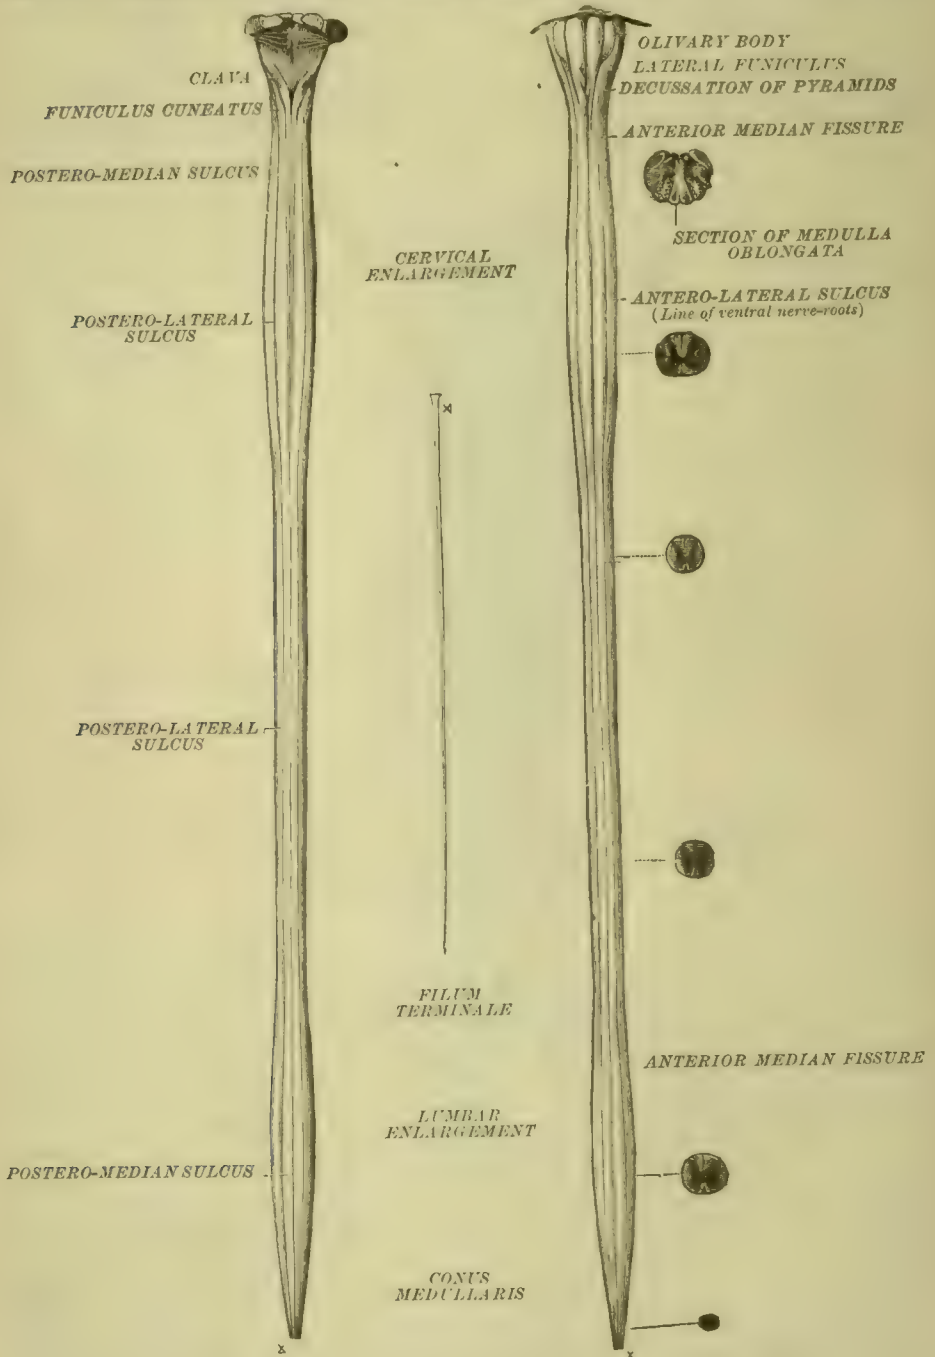 CLAVA
FUNICULUS CUNEATUS
POSTERO-MEDIAN SULCUS
POSTERO-LATERAL
SULCUS
POSTERO-LATERAL
SULCUS
POSTERO-MEDIAN SULCUS
CERVICAL
ENLARGEMENT
x
FILUM
TERMINALE
LUMBAR
ENLARGEMENT
CONUS
MEDULLARIS
OLIVARY BODY
LATERAL FUNICULUS
DECUSSATION OF PYRAMIDS
ANTERIOR MEDIAN FISSURE
SECTION OF MEDULLA
OBLONGATA
ANTERO-LATERAL SULCUS
(Line of ventral nerve-roots)
ANTERIOR MEDIAN FISSURE
x
x